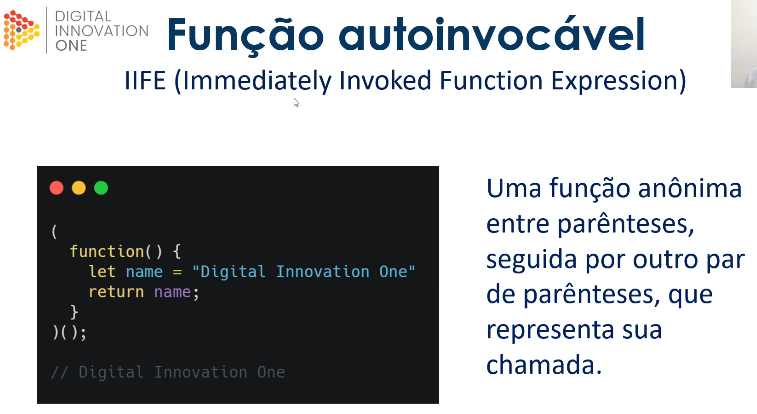 DIGITAL
INNOVATION
ONE
Função autoinvocável
IIFE (Immediately Invoked Function Expression)
(
  function() {
    let name = "Digital Innovation One"
    return name;
  }
)();
// Digital Innovation One
Uma função anônima
entre parênteses,
seguida por outro par
de parênteses, que
representa sua
chamada.